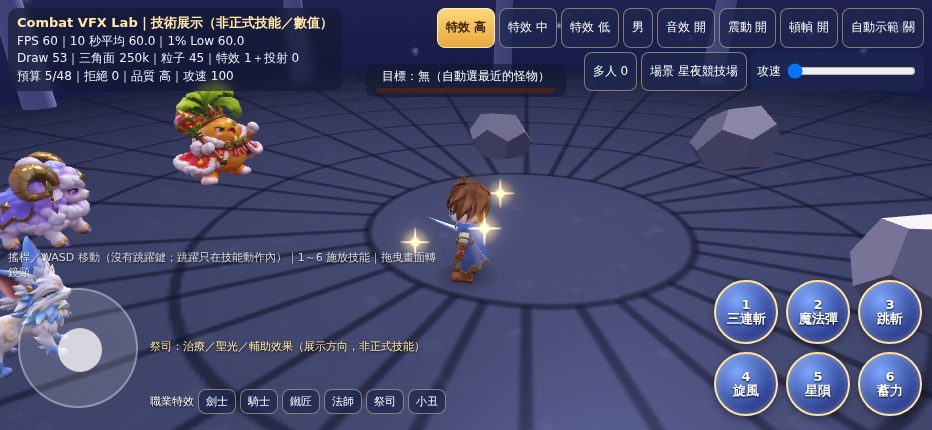 Combat VFX Lab｜技術展示（非正式技能／數值）
FPS 60｜10 秒平均 60.0｜1% Low 60.0
Draw 53｜三角面 250k｜粒子 45｜特效 1＋投射 0
預算 5/48｜拒絕 0｜品質 高｜攻速 100
特效 高
特效 中
特效 低
男
音效 開
震動 開
頓幀 開
自動示範 關
目標：無（自動選最近的怪物）
多人 0
場景 星夜競技場
攻速
搖桿／WASD 移動（沒有跳躍鍵；跳躍只在技能動作內）｜1～6 施放技能｜拖曳畫面轉
鏡頭
1
三連斬
2
魔法彈
3
跳斬
祭司：治療／聖光／輔助效果（展示方向，非正式技能）
4
旋風
5
星隕
6
蓄力
職業特效
劍士
騎士
鐵匠
法師
祭司
小丑